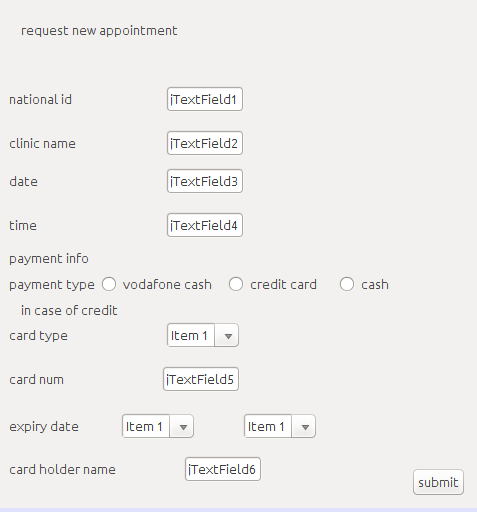 request new appointment
national id jTextField1
clinic name jTextField2
date jTextField3
time jTextField4
payment info
payment type vodafone cash credit card cash
in case of credit
card type Item 1
card num jTextField5
expiry date Item 1 Item 1
card holder name jTextField6
submit